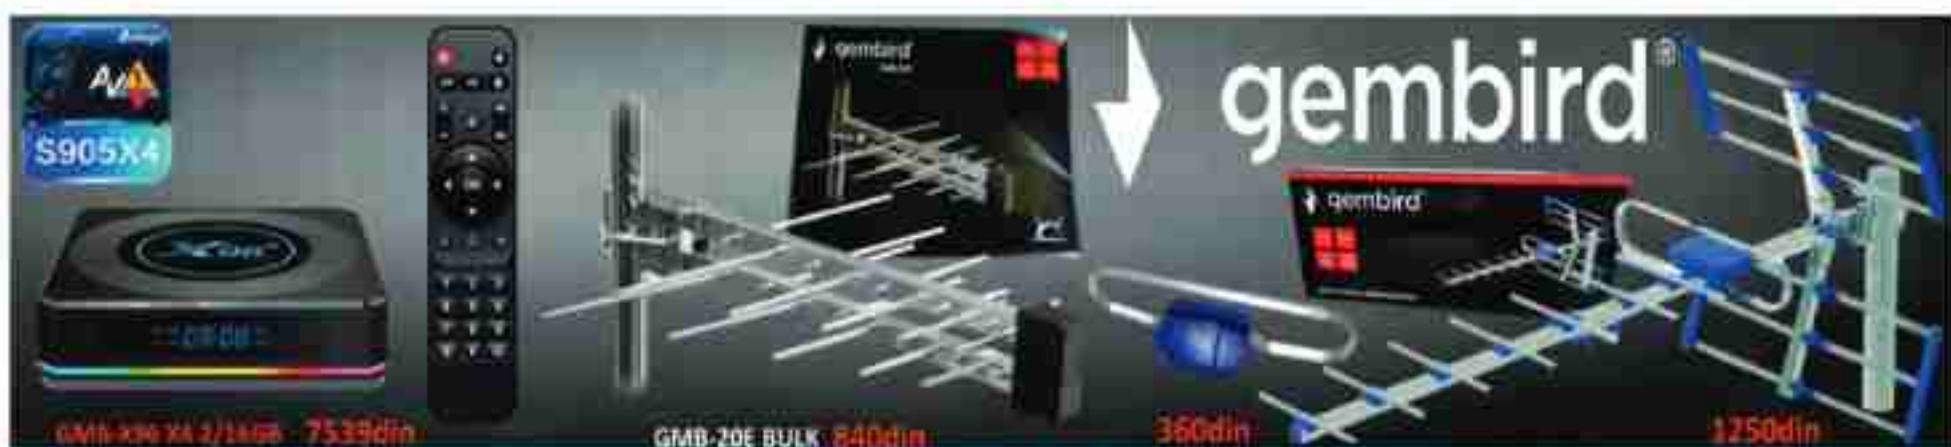 S905X4
gembird
gembird®
gembird
GMB-X96 X4 2/16GB 7539din
GMB-20E BULK 840din
360din
1250din